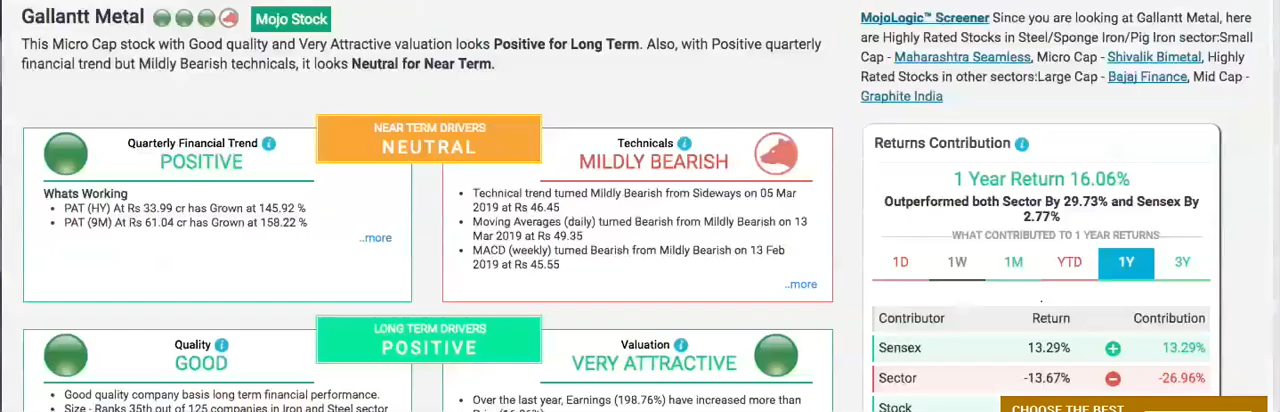 Gallantt Metal Mojo Stock
This Micro Cap stock with Good quality and Very Attractive valuation looks Positive for Long Term. Also, with Positive quarterly
financial trend but Mildly Bearish technicals, it looks Neutral for Near Term.
MojoLogic™ Screener Since you are looking at Gallantt Metal, here
are Highly Rated Stocks in Steel/Sponge Iron/Pig Iron sector:Small
Cap - Maharashtra Seamless, Micro Cap - Shivalik Bimetal, Highly
Rated Stocks in other sectors:Large Cap - Bajaj Finance, Mid Cap -
Graphite India
NEAR TERM DRIVERS
NEUTRAL
Quarterly Financial Trend
POSITIVE
Whats Working
• PAT (HY) At Rs 33.99 cr has Grown at 145.92 %
• PAT (9M) At Rs 61.04 cr has Grown at 158.22 %
..more
Technicals
MILDLY BEARISH
• Technical trend turned Mildly Bearish from Sideways on 05 Mar
2019 at Rs 46.45
• Moving Averages (daily) turned Bearish from Mildly Bearish on 13
Mar 2019 at Rs 49.35
• MACD (weekly) turned Bearish from Mildly Bearish on 13 Feb
2019 at Rs 45.55
..more
LONG TERM DRIVERS
POSITIVE
Quality
GOOD
• Good quality company basis long term financial performance.
• Size - Ranks 35th out of 125 companies in Iron and Steel sector
Valuation
VERY ATTRACTIVE
• Over the last year, Earnings (198.76%) have increased more than
Returns Contribution
1 Year Return 16.06%
Outperformed both Sector By 29.73% and Sensex By
2.77%
WHAT CONTRIBUTED TO 1 YEAR RETURNS
1D 1W 1M YTD 1Y 3Y
Contributor Return Contribution
Sensex 13.29% 13.29%
Sector -13.67% -26.96%
Stock
CHOOSE THE BEST